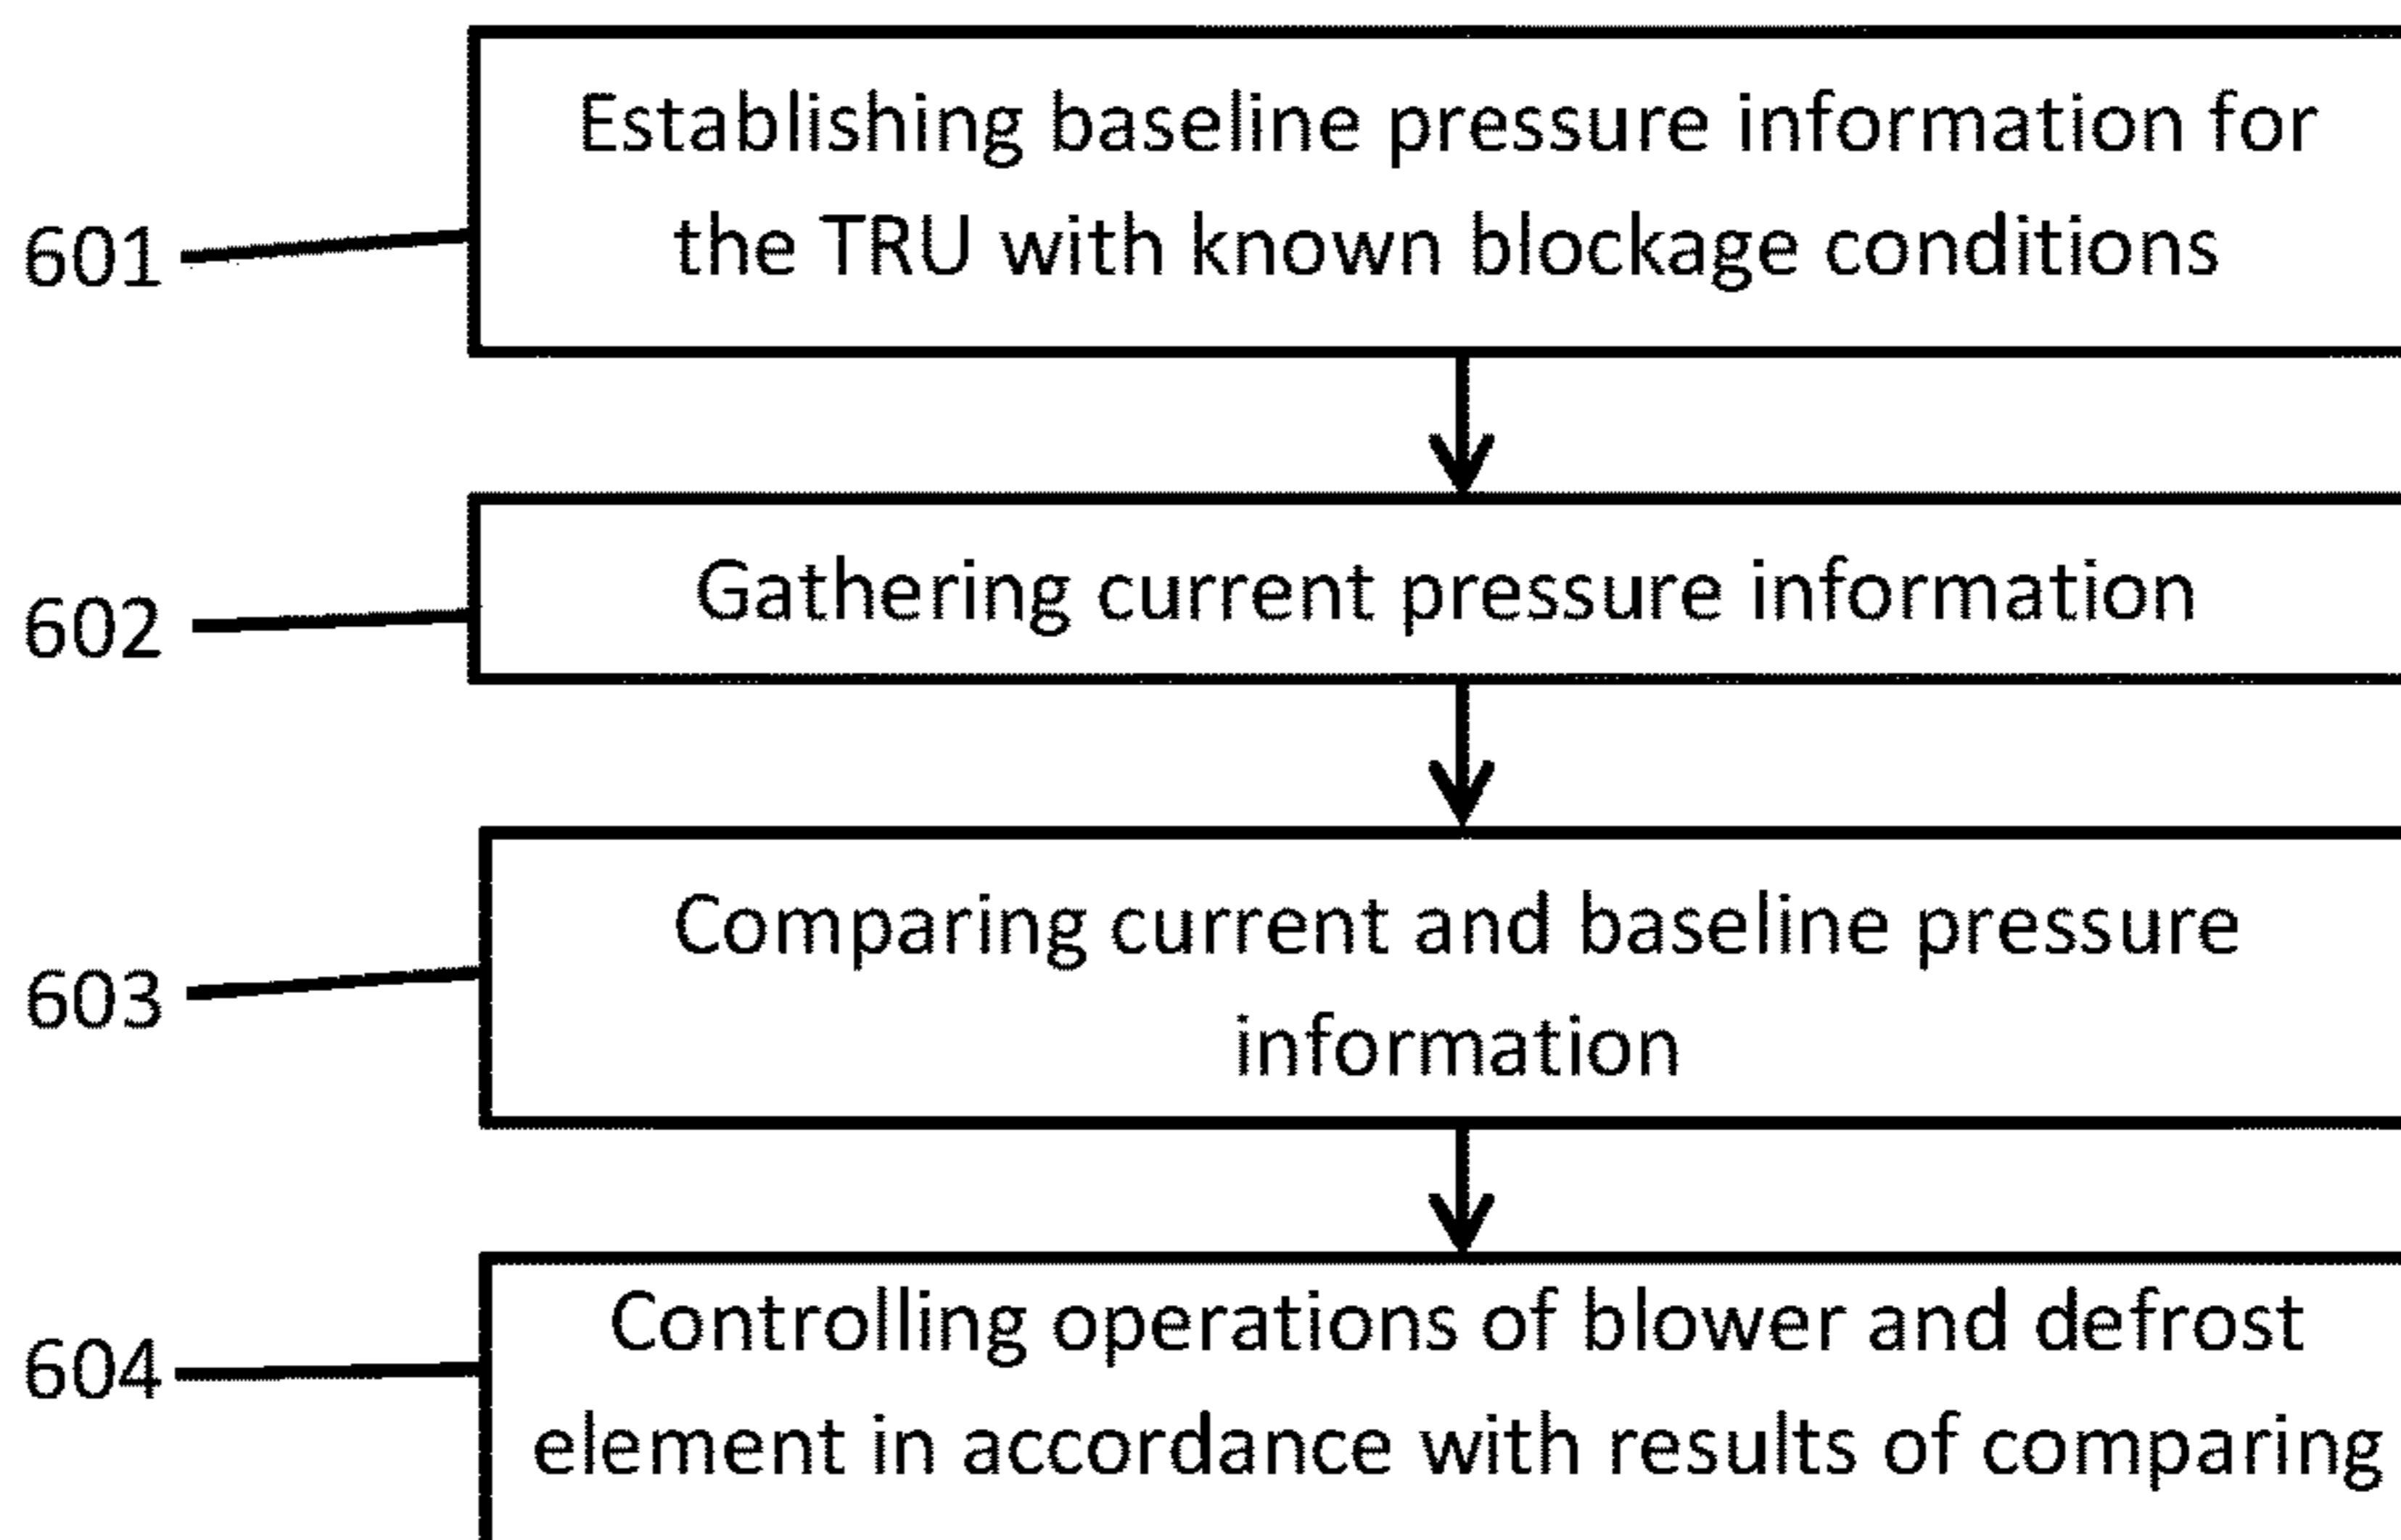 Establishing baseline pressure information for
601
the TRU with known blockage conditions
602
Gathering current pressure information
Comparing current and baseline pressure
603
information
Controlling operations of blower and defrost
604
element in accordance with results of comparing